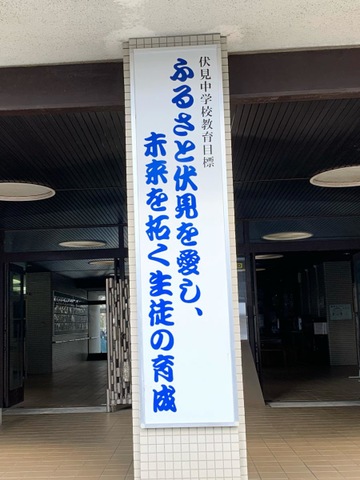 伏見中学校教育目標
ふるさと伏見を愛し、
未来を拓く生徒の育成